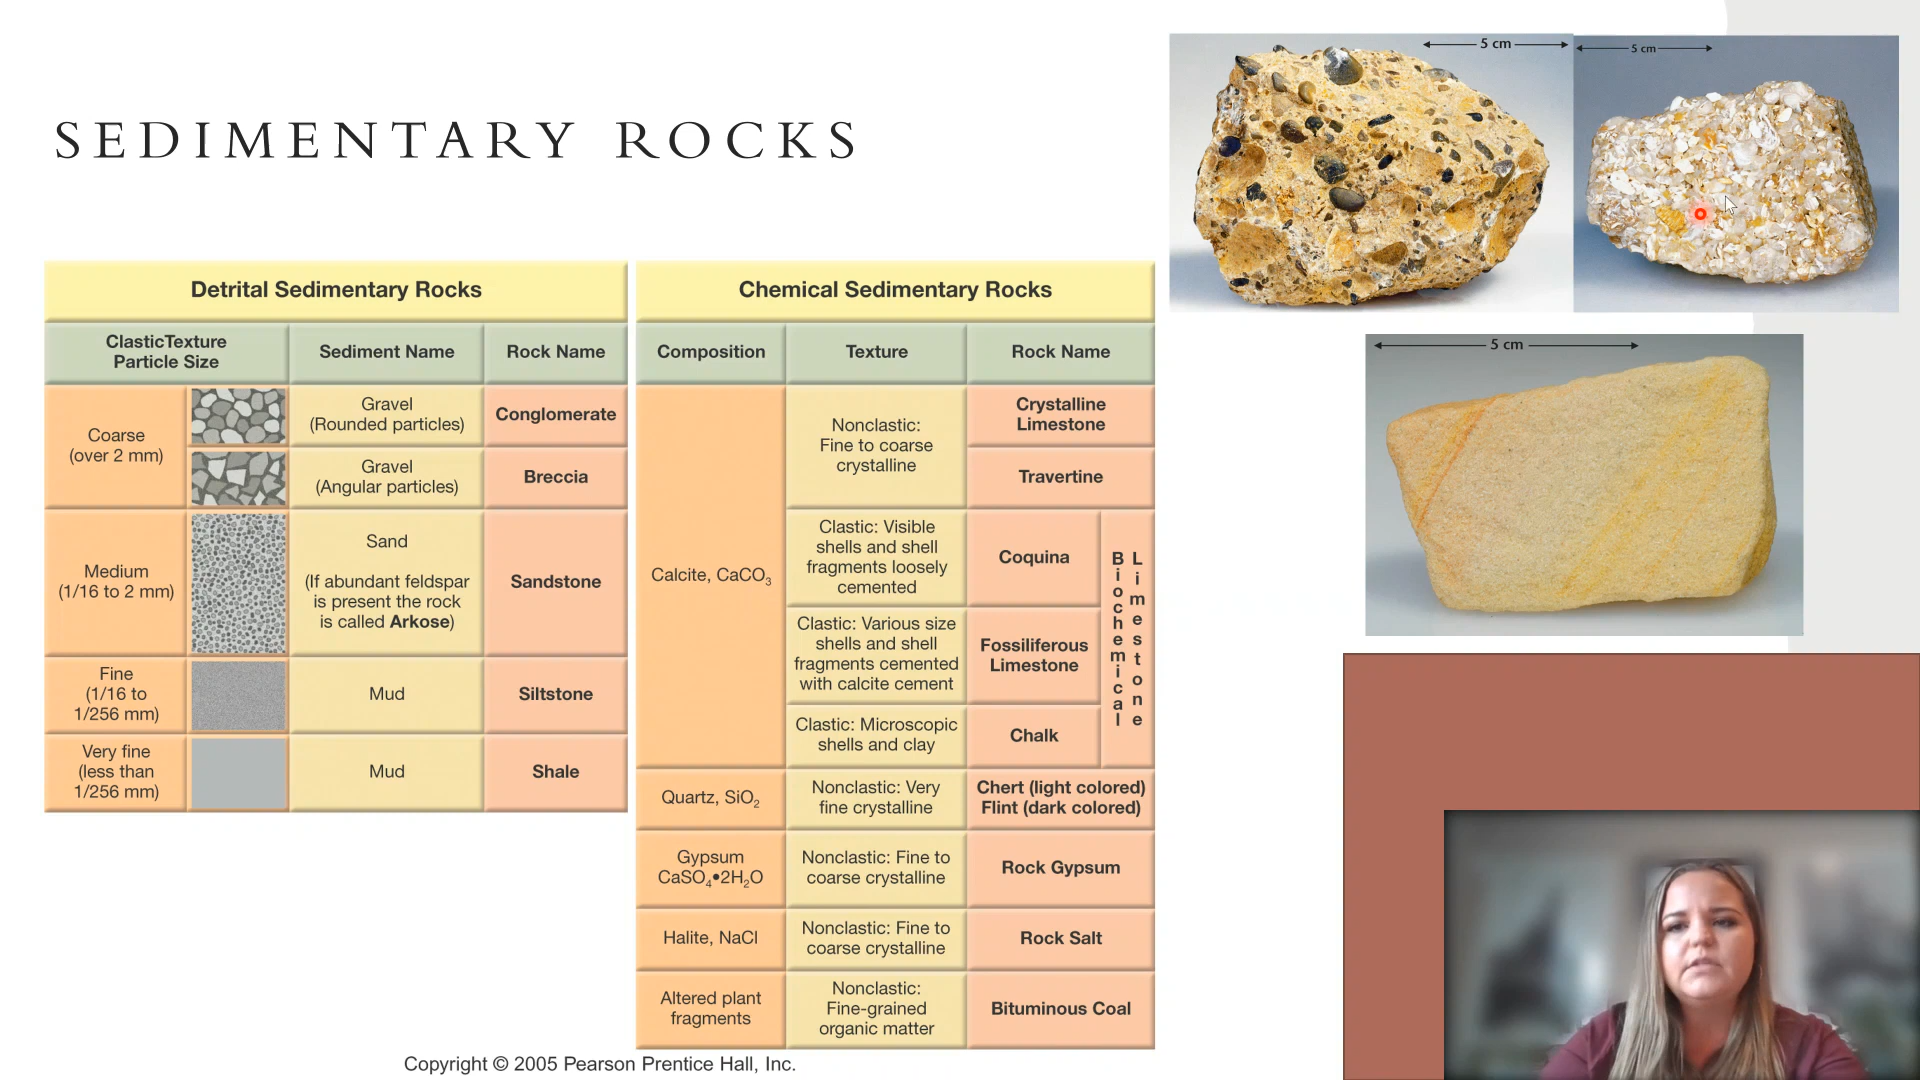 SEDIMENTARY ROCKS
Detrital Sedimentary Rocks
ClasticTexture
Particle Size
Sediment Name
Rock Name
Coarse
(over 2 mm)
Gravel
(Rounded particles)
Conglomerate
Gravel
(Angular particles)
Breccia
Medium
(1/16 to 2 mm)
Sand
(If abundant feldspar
is present the rock
is called Arkose)
Sandstone
Fine
(1/16 to
1/256 mm)
Mud
Siltstone
Very fine
(less than
1/256 mm)
Mud
Shale
Chemical Sedimentary Rocks
Composition
Texture
Rock Name
Calcite, CaCO₃
Nonclastic:
Fine to coarse
crystalline
Crystalline
Limestone
Travertine
Clastic: Visible
shells and shell
fragments loosely
cemented
Coquina
Clastic: Various size
shells and shell
fragments cemented
with calcite cement
Fossiliferous
Limestone
Clastic: Microscopic
shells and clay
Chalk
Biochemical
Limestone
Quartz, SiO₂
Nonclastic: Very
fine crystalline
Chert (light colored)
Flint (dark colored)
Gypsum
CaSO₄•2H₂O
Nonclastic: Fine to
coarse crystalline
Rock Gypsum
Halite, NaCl
Nonclastic: Fine to
coarse crystalline
Rock Salt
Altered plant
fragments
Nonclastic:
Fine-grained
organic matter
Bituminous Coal
Copyright © 2005 Pearson Prentice Hall, Inc.
5 cm
5 cm
5 cm